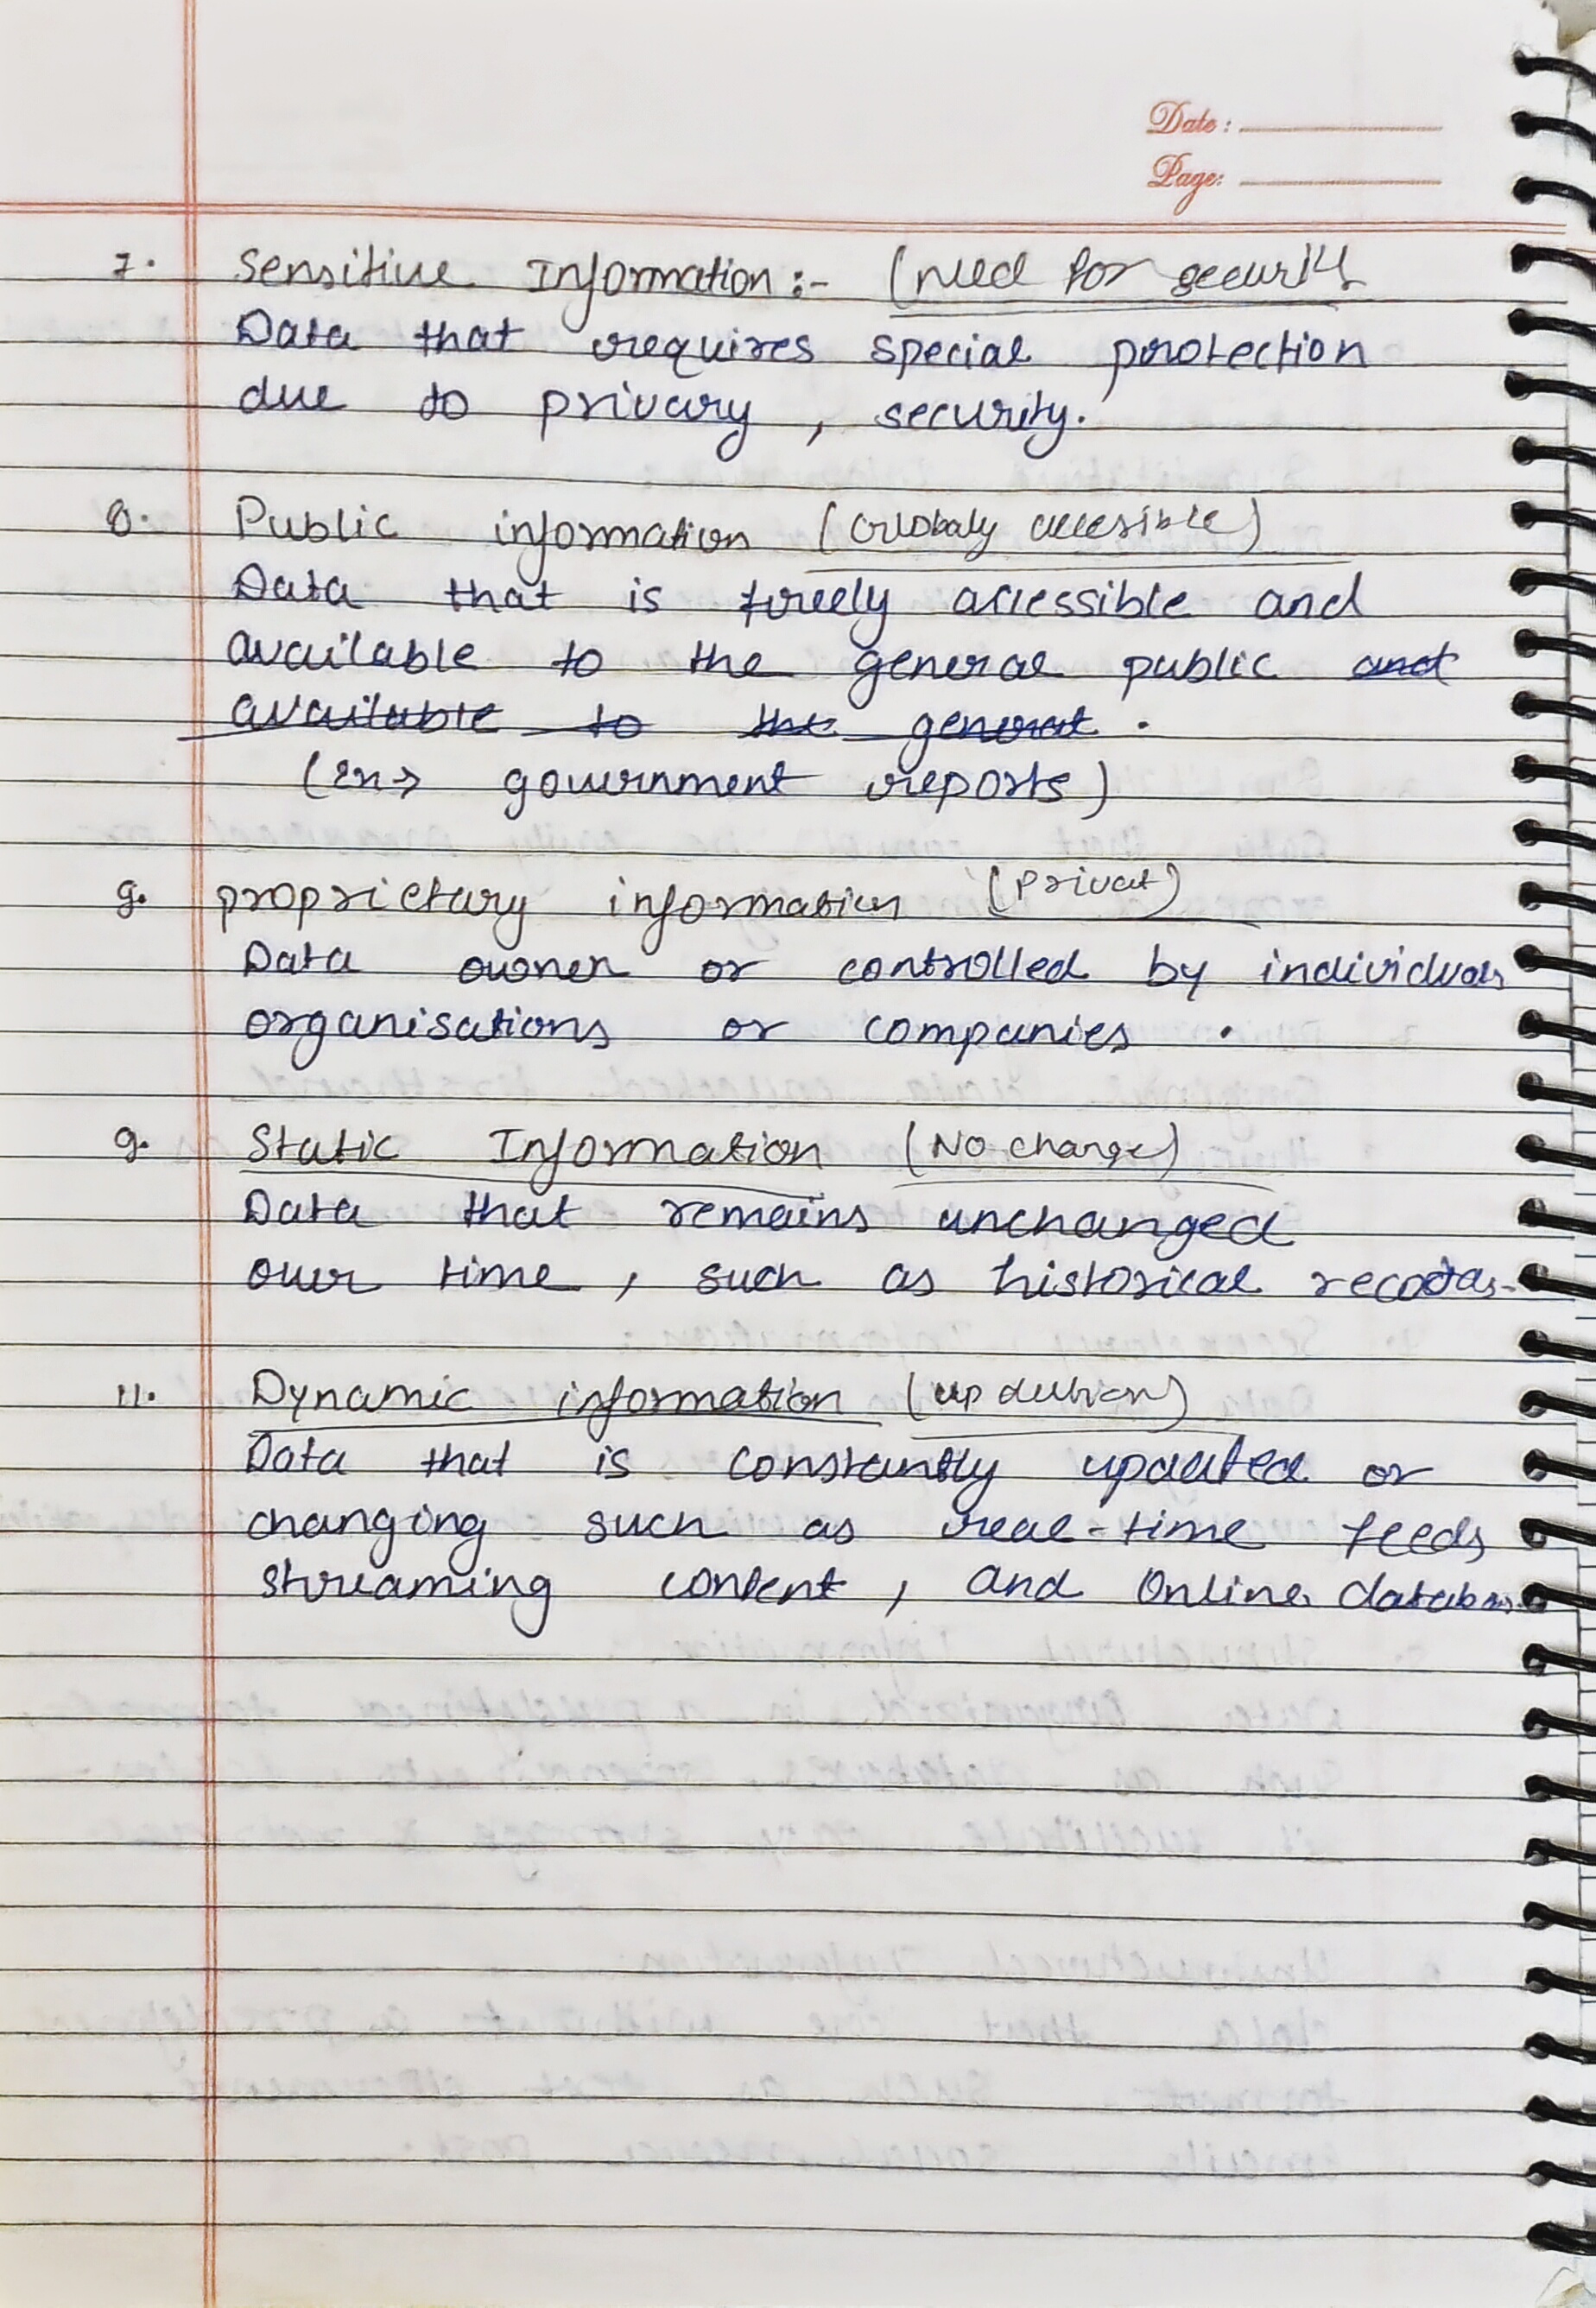 Date:
Page:
7. Sensitive Information :- (need for security
Data that requires special protection
due to privacy, security.
8. Public information (Globaly accesible)
Data that is freely accessible and
available to the general public and
available to the general .
(Ex→ government reports)
9. proprietary information (Privat)
Data owner or controlled by individuals
organisations or companies .
9. Static Information (No change)
Data that remains unchanged
over time, such as historical records.
11. Dynamic information (updation)
Data that is constantly updated or
changing such as real-time feeds
streaming content, and Online